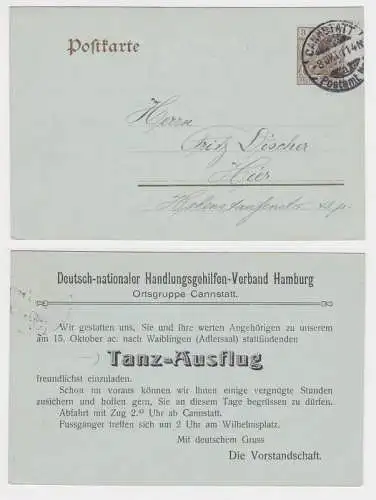 Postkarte
CANNSTATT
Postamt
Herrn
Fritz Discher
Hier
Deutsch-nationaler Handlungsgehilfen-Verband Hamburg
Ortsgruppe Cannstatt.
Wir gestatten uns, Sie und Ihre werten Angehörigen zu unserem
am 15. Oktober ac. nach Waiblingen (Adlersaal) stattfindenden
Tanz-Ausflug
freundlichst einzuladen.
Schon im voraus können wir Ihnen einige vergnügte Stunden
zusichern und hoffen gern, Sie an diesem Tage begrüssen zu dürfen.
Abfahrt mit Zug 2. Uhr ab Cannstatt.
Fussgänger treffen sich um 2 Uhr am Wilhelmsplatz.
Mit deutschem Gruss
Die Vorstandschaft.